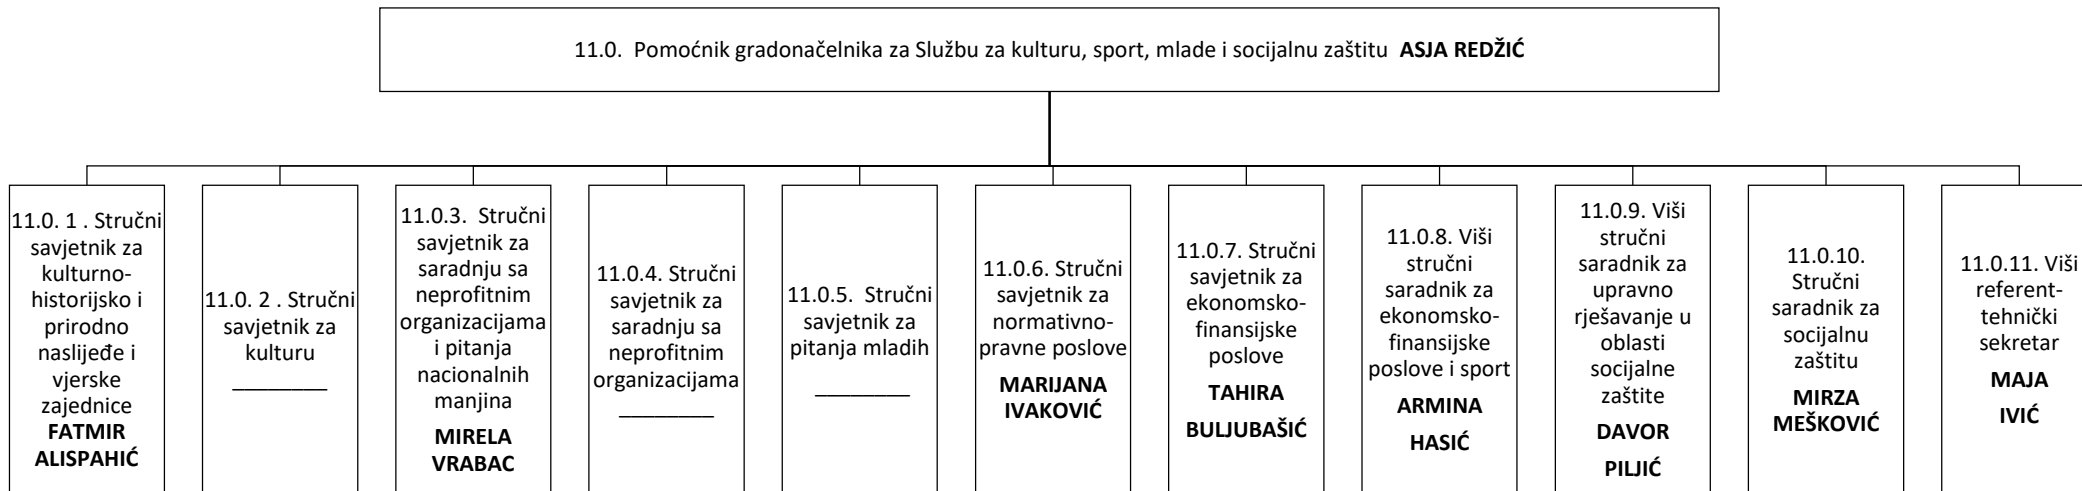 11.0. Pomoćnik gradonačelnika za Službu za kulturu, sport, mlade i socijalnu zaštitu ASJA REDŽIĆ
11.0. 1 . Stručni
savjetnik za
kulturno-
historijsko i
prirodno
naslijeđe i
vjerske
zajednice
FATMIR
ALISPAHIĆ
11.0. 2 . Stručni
savjetnik za
kulturu
_________
11.0.3. Stručni
savjetnik za
saradnju sa
neprofitnim
organizacijama
i pitanja
nacionalnih
manjina
MIRELA
VRABAC
11.0.4. Stručni
savjetnik za
saradnju sa
neprofitnim
organizacijama
_________
11.0.5. Stručni
savjetnik za
pitanja mladih
_________
11.0.6. Stručni
savjetnik za
normativno-
pravne poslove
MARIJANA
IVAKOVIĆ
11.0.7. Stručni
savjetnik za
ekonomsko-
finansijske
poslove
TAHIRA
BULJUBAŠIĆ
11.0.8. Viši
stručni
saradnik za
ekonomsko-
finansijske
poslove i sport
ARMINA
HASIĆ
11.0.9. Viši
stručni
saradnik za
upravno
rješavanje u
oblasti
socijalne
zaštite
DAVOR
PILJIĆ
11.0.10.
Stručni
saradnik za
socijalnu
zaštitu
MIRZA
MEŠKOVIĆ
11.0.11. Viši
referent-
tehnički
sekretar
MAJA
IVIĆ